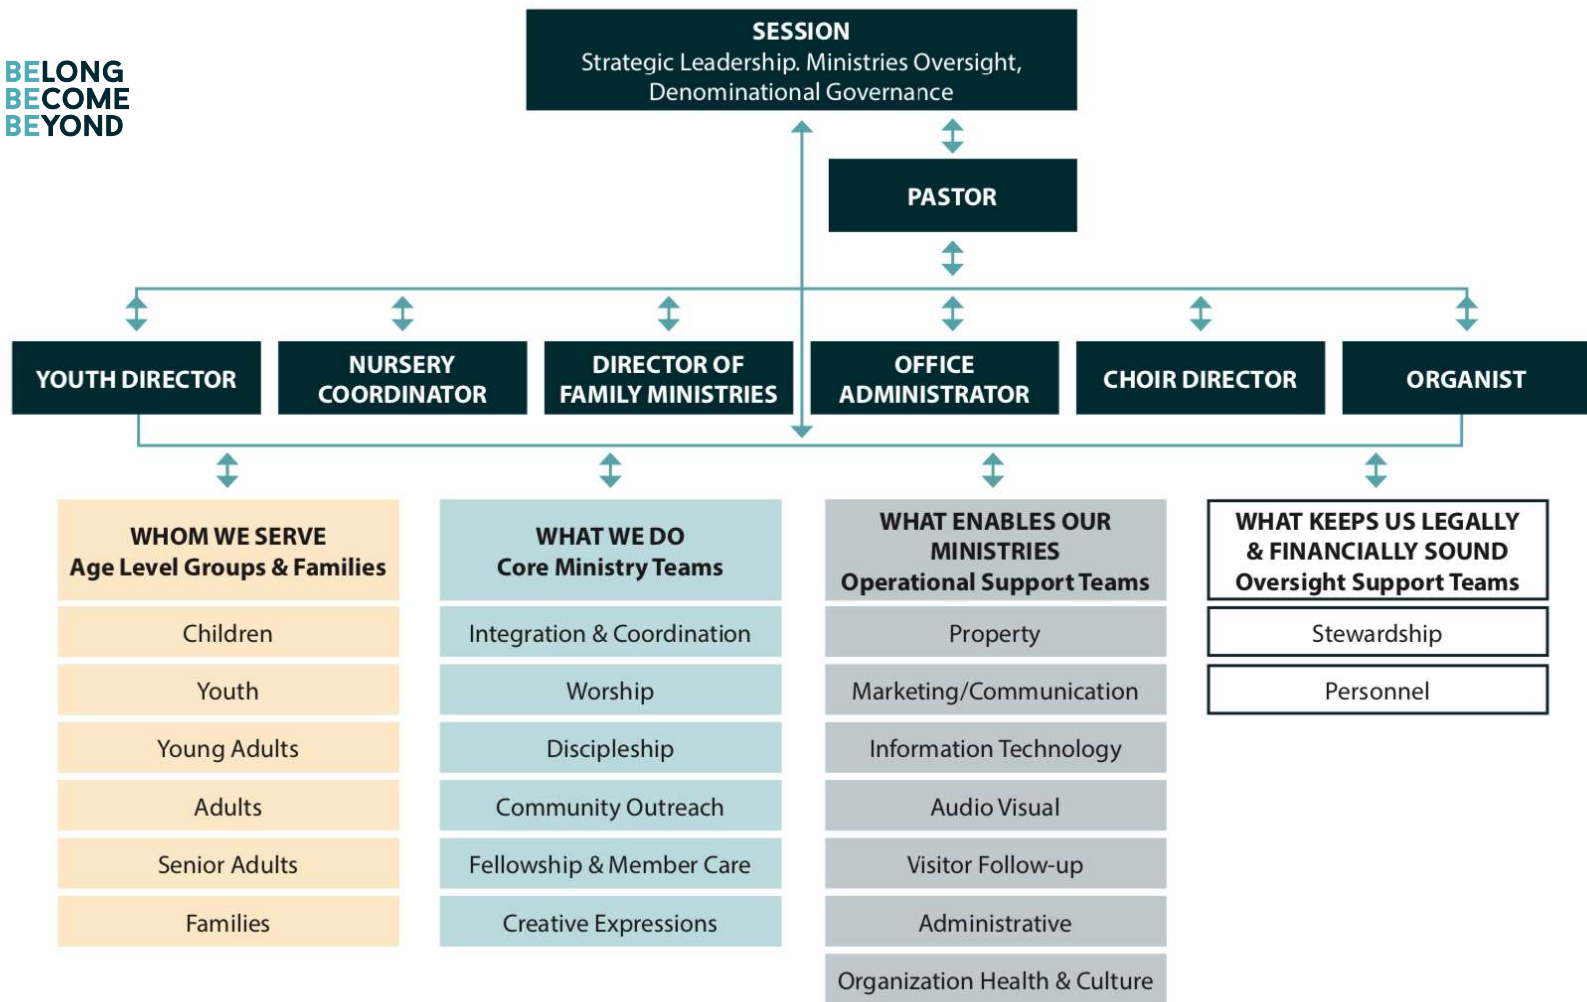 BELONG
BECOME
BEYOND
SESSION
Strategic Leadership. Ministries Oversight,
Denominational Governance
PASTOR
YOUTH DIRECTOR
NURSERY
COORDINATOR
DIRECTOR OF
FAMILY MINISTRIES
OFFICE
ADMINISTRATOR
CHOIR DIRECTOR
ORGANIST
WHOM WE SERVE
Age Level Groups & Families
Children
Youth
Young Adults
Adults
Senior Adults
Families
WHAT WE DO
Core Ministry Teams
Integration & Coordination
Worship
Discipleship
Community Outreach
Fellowship & Member Care
Creative Expressions
WHAT ENABLES OUR
MINISTRIES
Operational Support Teams
Property
Marketing/Communication
Information Technology
Audio Visual
Visitor Follow-up
Administrative
Organization Health & Culture
WHAT KEEPS US LEGALLY
& FINANCIALLY SOUND
Oversight Support Teams
Stewardship
Personnel